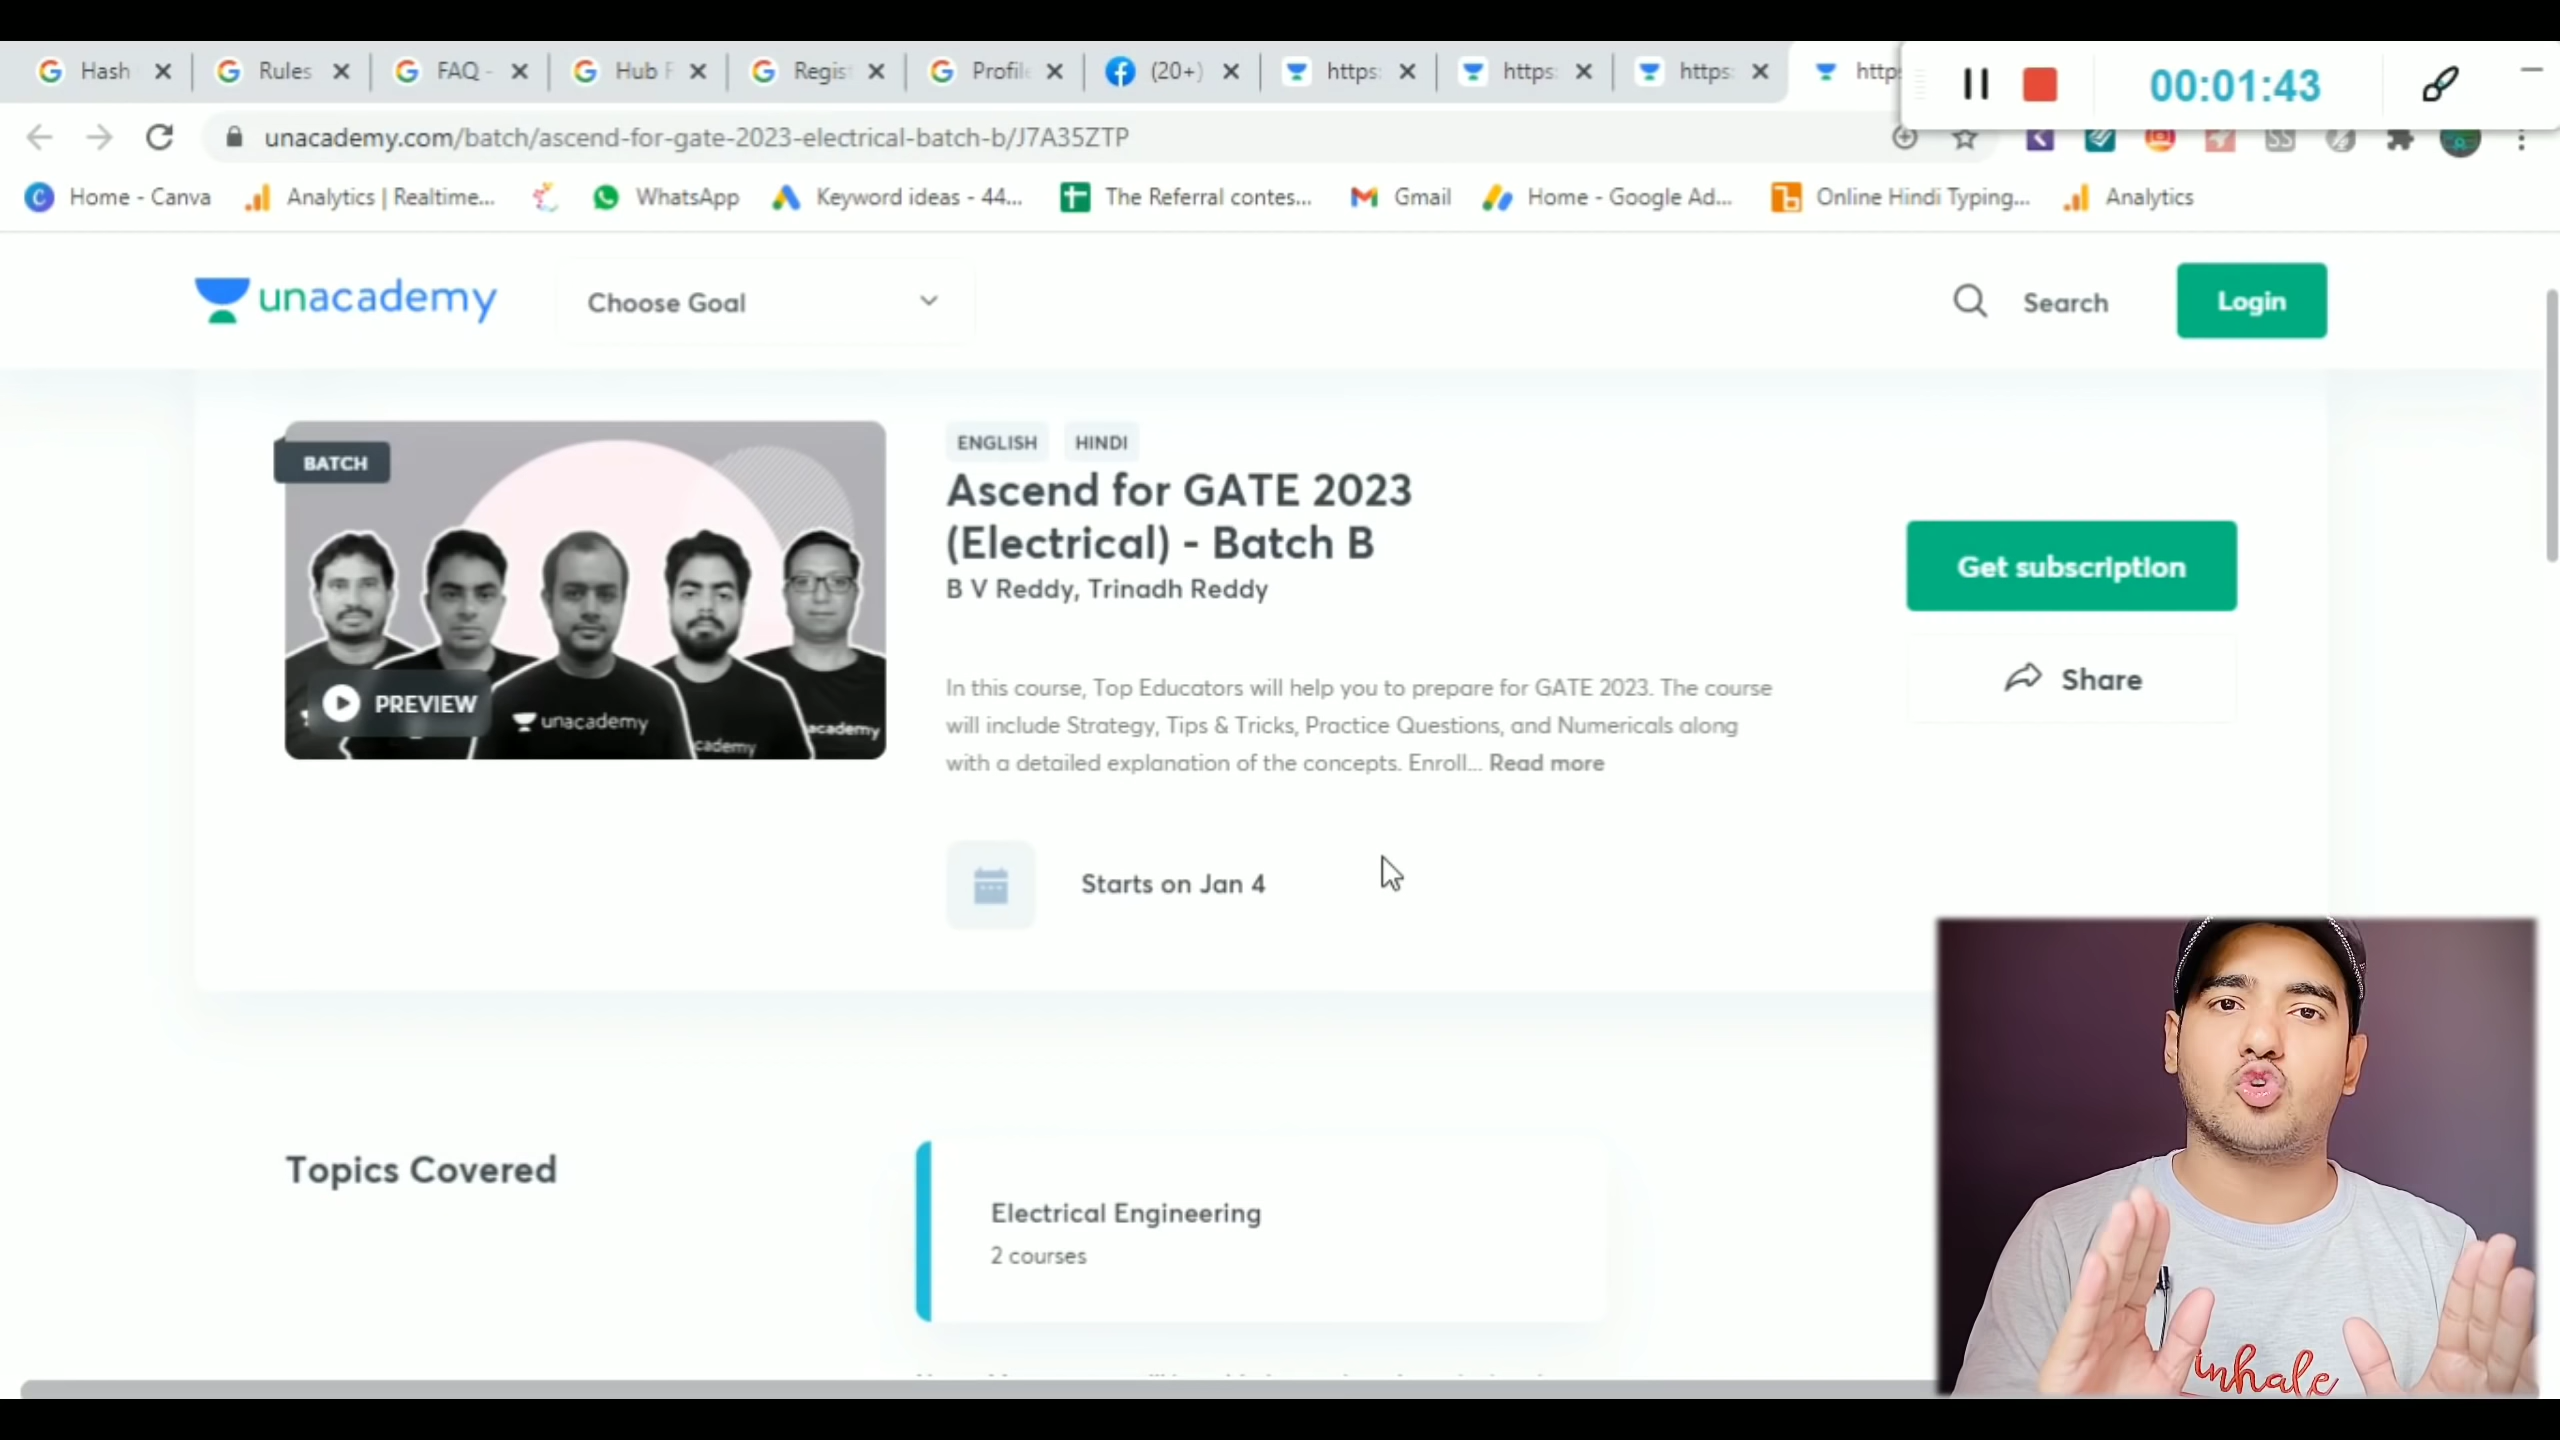 Hash
Rules
FAQ -
Hub F
Regis
Profile
(20+)
https:
https:
https:
http
00:01:43
unacademy.com/batch/ascend-for-gate-2023-electrical-batch-b/J7A35ZTP
Home - Canva
Analytics | Realtime...
WhatsApp
Keyword ideas - 44...
The Referral contes...
Gmail
Home - Google Ad...
Online Hindi Typing...
Analytics
unacademy
Choose Goal
Search
Login
BATCH
PREVIEW
unacademy
cademy
academy
ENGLISH HINDI
Ascend for GATE 2023
(Electrical) - Batch B
B V Reddy, Trinadh Reddy
In this course, Top Educators will help you to prepare for GATE 2023. The course
will include Strategy, Tips & Tricks, Practice Questions, and Numericals along
with a detailed explanation of the concepts. Enroll... Read more
Starts on Jan 4
Get subscription
Share
Topics Covered
Electrical Engineering
2 courses
inhale